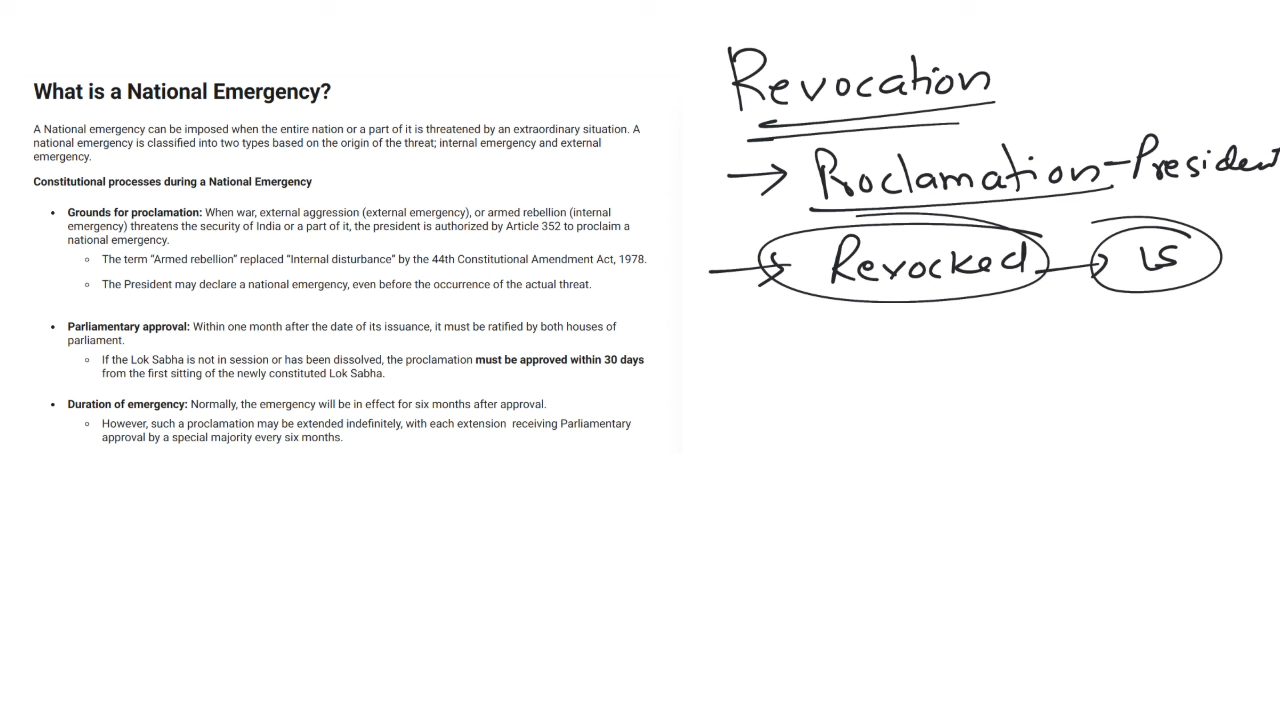 What is a National Emergency?
A National emergency can be imposed when the entire nation or a part of it is threatened by an extraordinary situation. A
national emergency is classified into two types based on the origin of the threat; internal emergency and external
emergency.
Constitutional processes during a National Emergency
• Grounds for proclamation: When war, external aggression (external emergency), or armed rebellion (internal
emergency) threatens the security of India or a part of it, the president is authorized by Article 352 to proclaim a
national emergency.
◦ The term “Armed rebellion” replaced “Internal disturbance” by the 44th Constitutional Amendment Act, 1978.
◦ The President may declare a national emergency, even before the occurrence of the actual threat.
• Parliamentary approval: Within one month after the date of its issuance, it must be ratified by both houses of
parliament.
◦ If the Lok Sabha is not in session or has been dissolved, the proclamation must be approved within 30 days
from the first sitting of the newly constituted Lok Sabha.
• Duration of emergency: Normally, the emergency will be in effect for six months after approval.
◦ However, such a proclamation may be extended indefinitely, with each extension receiving Parliamentary
approval by a special majority every six months.
Revocation
→ Proclamation - President
→ Revocked → LS